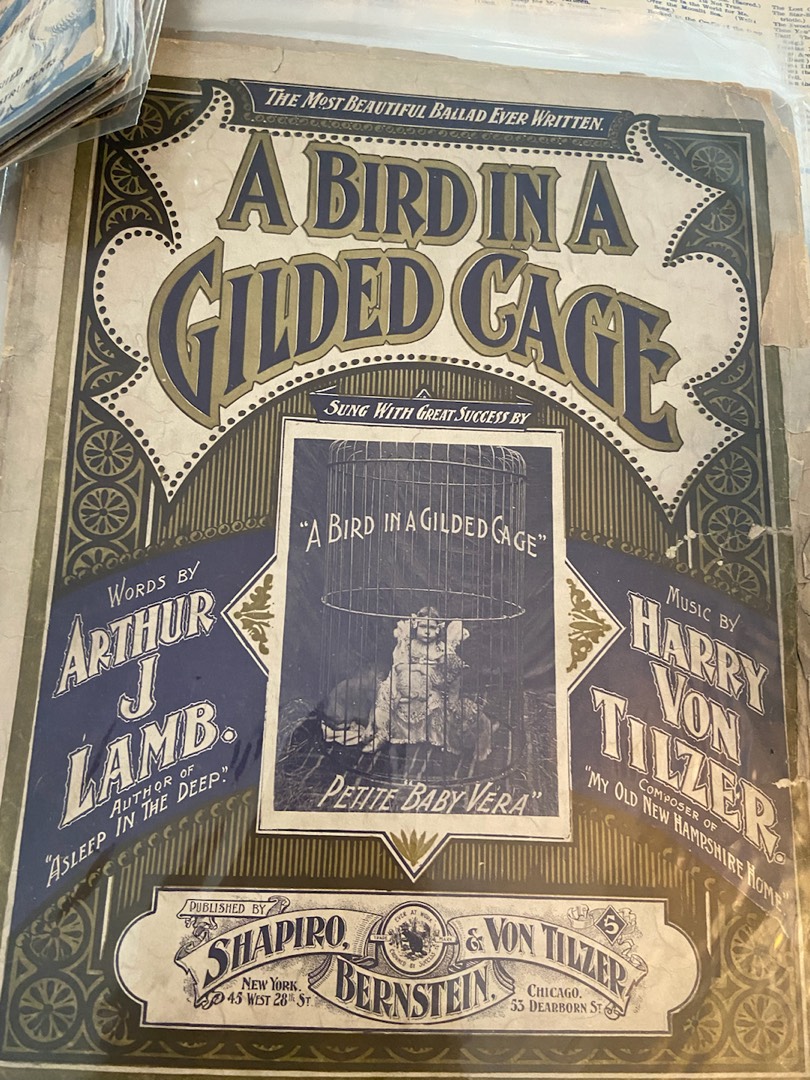 THE MOST BEAUTIFUL BALLAD EVER WRITTEN.
A BIRD IN A
GILDED CAGE
SUNG WITH GREAT SUCCESS BY
"A BIRD IN A GILDED CAGE"
PETITE "BABY VERA"
WORDS BY
ARTHUR
J
LAMB.
AUTHOR OF
"ASLEEP IN THE DEEP."
MUSIC BY
HARRY
VON
TILZER.
COMPOSER OF
"MY OLD NEW HAMPSHIRE HOME"
PUBLISHED BY
5
SHAPIRO,
BERNSTEIN,
& VON TILZER
EVER AT WORK
NEW YORK.
45 WEST 28th ST
CHICAGO.
53 DEARBORN ST